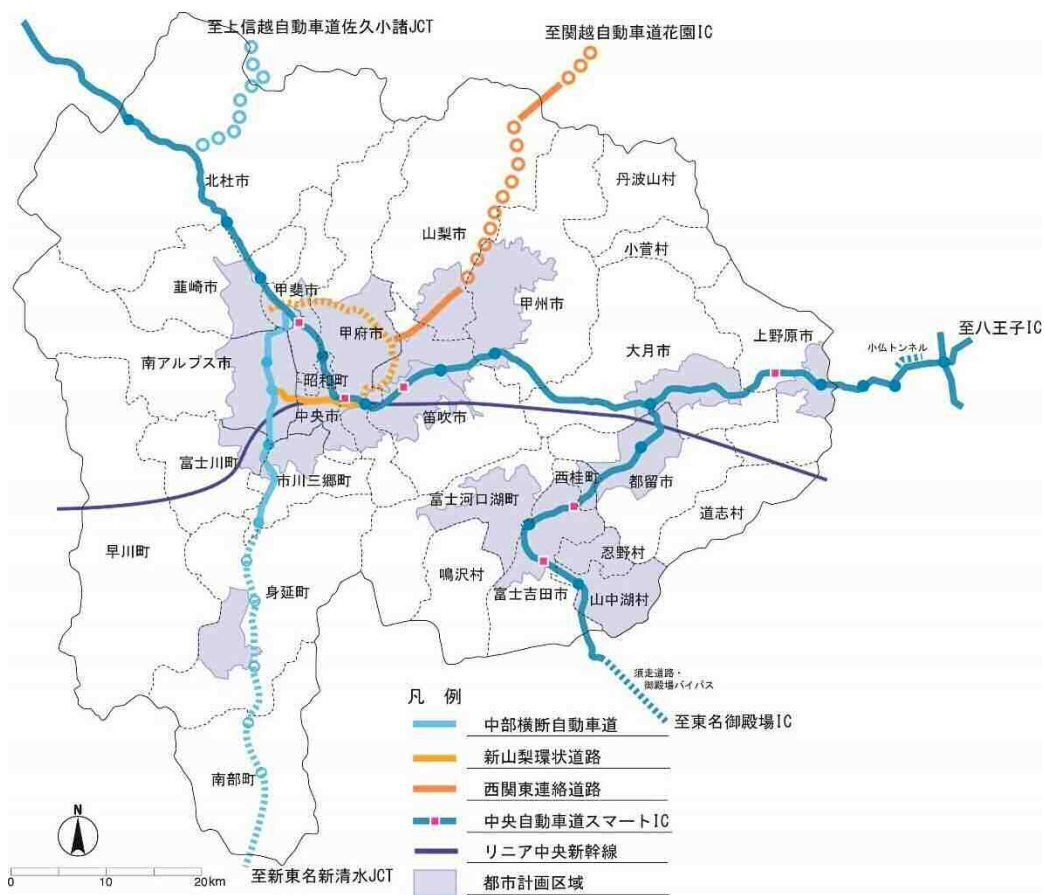 至上信越自動車道佐久小諸JCT
至関越自動車道花園IC
北杜市
丹波山村
山梨市
小菅村
韮崎市
甲斐市
甲州市
甲府市
上野原市
至八王子IC
小仏トンネル
大月市
南アルプス市
昭和町
中央市
笛吹市
富士川町
市川三郷町
西桂町
都留市
富士河口湖町
道志村
早川町
忍野村
鳴沢村
身延町
富士吉田市
山中湖村
須走道路・
御殿場バイパス
至東名御殿場IC
凡 例
中部横断自動車道
新山梨環状道路
西関東連絡道路
中央自動車道スマートIC
リニア中央新幹線
都市計画区域
南部町
N
0 10 20km
至新東名新清水JCT